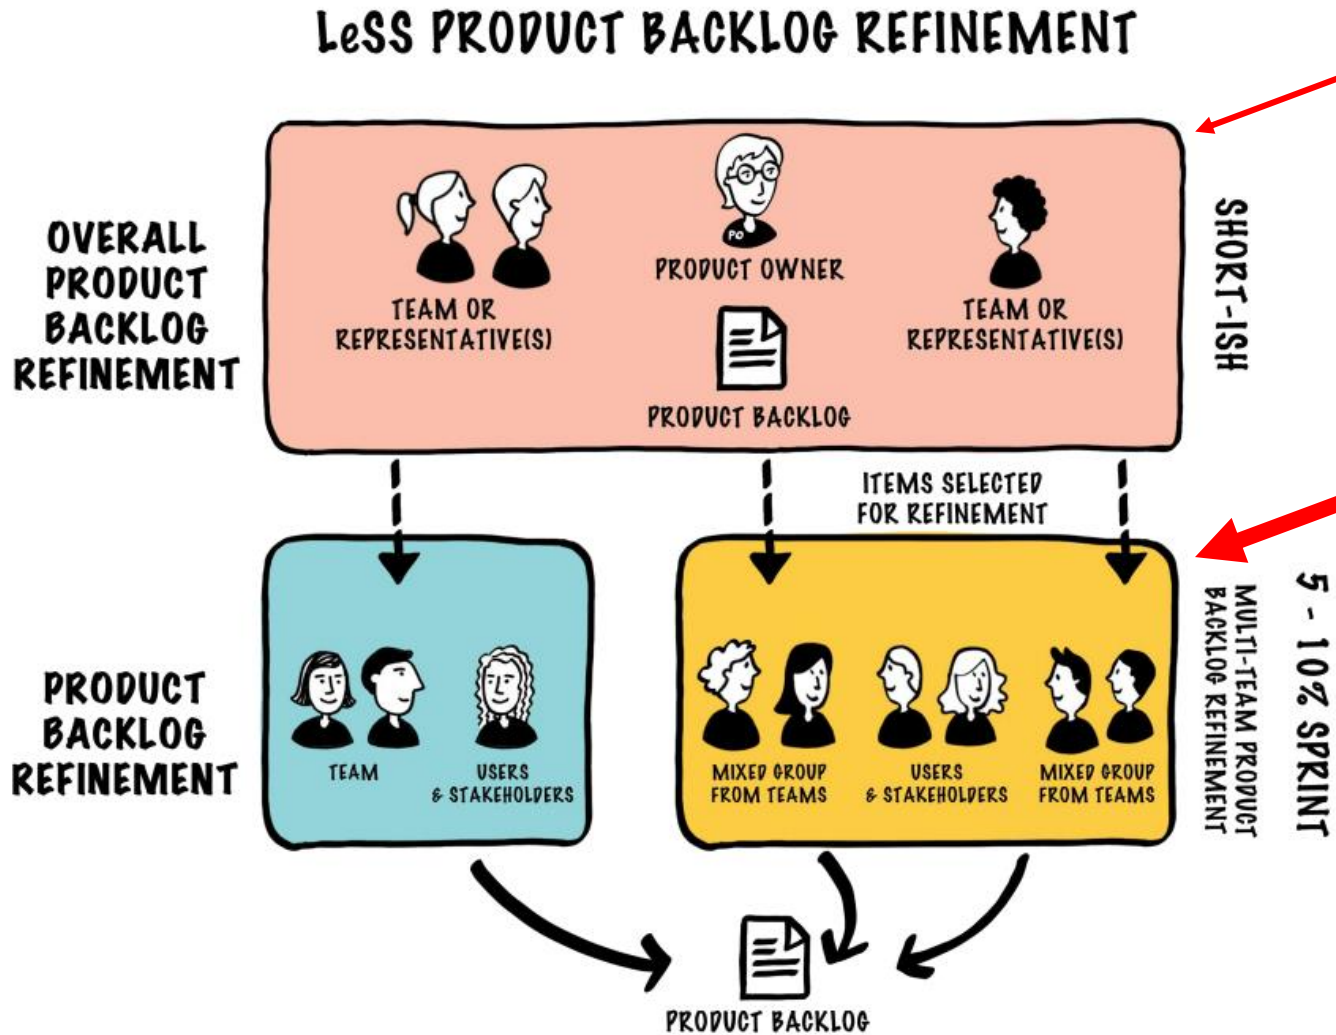 LeSS PRODUCT BACKLOG REFINEMENT
OVERALL
PRODUCT
BACKLOG
REFINEMENT
TEAM OR
REPRESENTATIVE(S)
PO
PRODUCT OWNER
PRODUCT BACKLOG
TEAM OR
REPRESENTATIVE(S)
SHORT-ISH
ITEMS SELECTED
FOR REFINEMENT
PRODUCT
BACKLOG
REFINEMENT
TEAM
USERS
& STAKEHOLDERS
MIXED GROUP
FROM TEAMS
USERS
& STAKEHOLDERS
MIXED GROUP
FROM TEAMS
MULTI-TEAM PRODUCT
BACKLOG REFINEMENT
5 - 10% SPRINT
PRODUCT BACKLOG